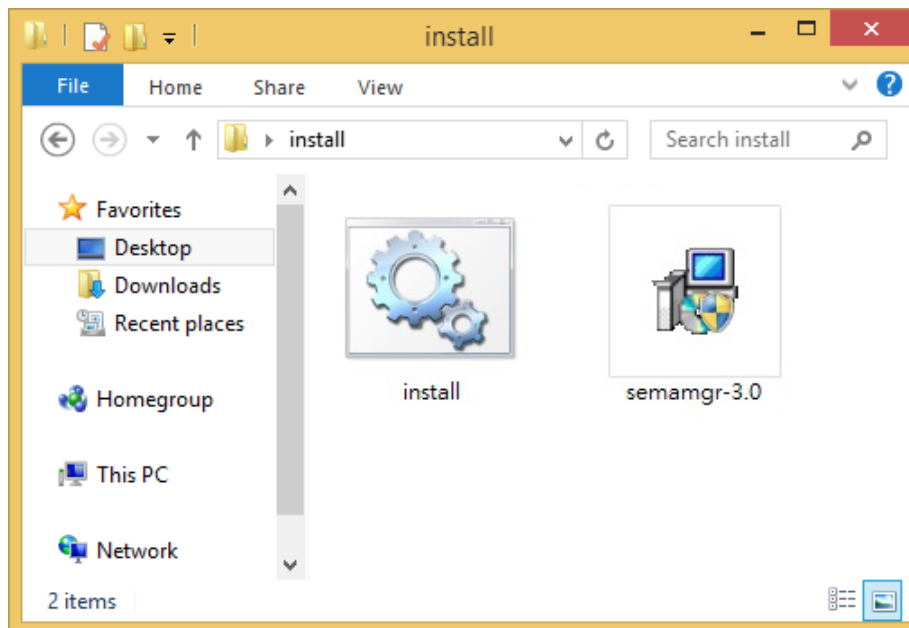 install
File Home Share View
install Search install
Favorites
Desktop
Downloads
Recent places
Homegroup
This PC
Network
install semamgr-3.0
2 items